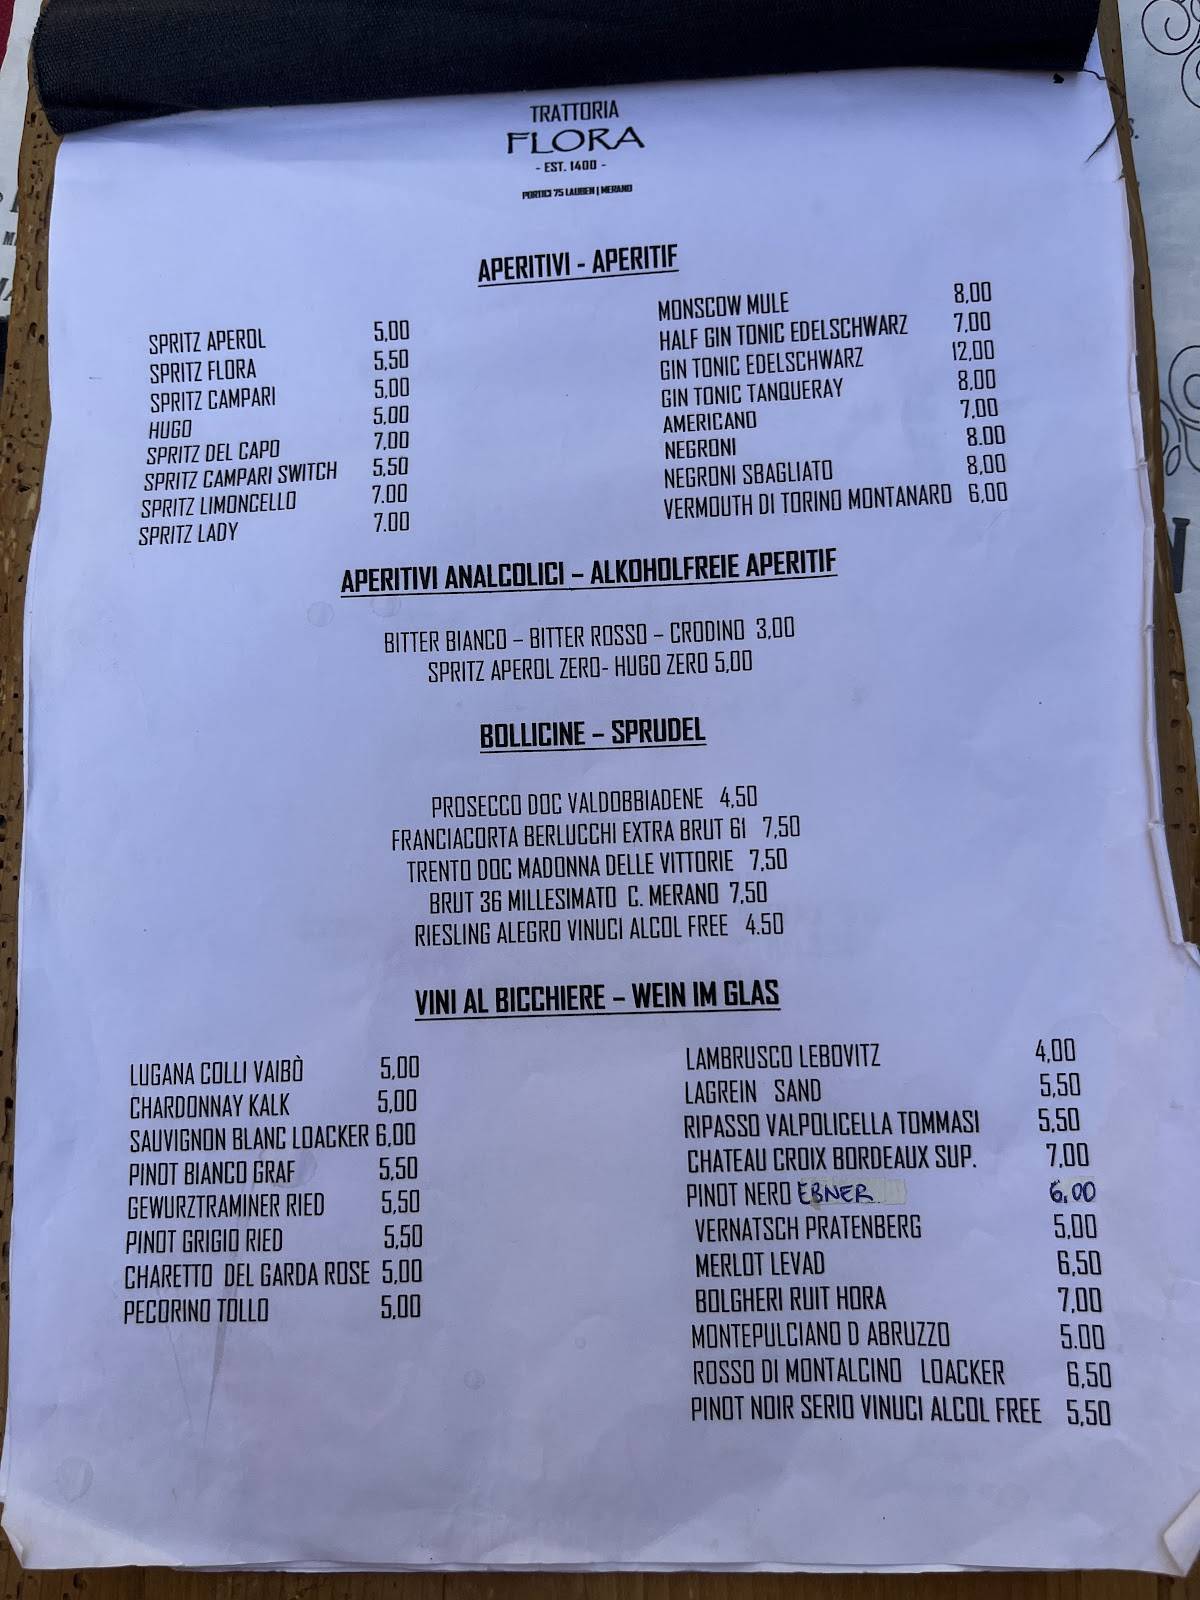 TRATTORIA
FLORA
- EST. 1400 -
PORTICI 75 LAUBEN | MERANO
APERITIVI - APERITIF
SPRITZ APEROL 5,00
SPRITZ FLORA 5,50
SPRITZ CAMPARI 5,00
HUGO 5,00
SPRITZ DEL CAPO 7,00
SPRITZ CAMPARI SWITCH 5,50
SPRITZ LIMONCELLO 7.00
SPRITZ LADY 7.00
MONSCOW MULE 8,00
HALF GIN TONIC EDELSCHWARZ 7,00
GIN TONIC EDELSCHWARZ 12,00
GIN TONIC TANQUERAY 8,00
AMERICANO 7,00
NEGRONI 8.00
NEGRONI SBAGLIATO 8,00
VERMOUTH DI TORINO MONTANARO 6,00
APERITIVI ANALCOLICI – ALKOHOLFREIE APERITIF
BITTER BIANCO – BITTER ROSSO – CRODINO 3,00
SPRITZ APEROL ZERO- HUGO ZERO 5,00
BOLLICINE – SPRUDEL
PROSECCO DOC VALDOBBIADENE 4,50
FRANCIACORTA BERLUCCHI EXTRA BRUT 61 7,50
TRENTO DOC MADONNA DELLE VITTORIE 7,50
BRUT 36 MILLESIMATO C. MERANO 7,50
RIESLING ALEGRO VINUCI ALCOL FREE 4.50
VINI AL BICCHIERE – WEIN IM GLAS
LUGANA COLLI VAIBÒ 5,00
CHARDONNAY KALK 5,00
SAUVIGNON BLANC LOACKER 6,00
PINOT BIANCO GRAF 5,50
GEWURZTRAMINER RIED 5,50
PINOT GRIGIO RIED 5,50
CHARETTO DEL GARDA ROSE 5,00
PECORINO TOLLO 5,00
LAMBRUSCO LEBOVITZ 4,00
LAGREIN SAND 5,50
RIPASSO VALPOLICELLA TOMMASI 5,50
CHATEAU CROIX BORDEAUX SUP. 7,00
PINOT NERO EBNER 6,00
VERNATSCH PRATENBERG 5,00
MERLOT LEVAD 6,50
BOLGHERI RUIT HORA 7,00
MONTEPULCIANO D ABRUZZO 5.00
ROSSO DI MONTALCINO LOACKER 6,50
PINOT NOIR SERIO VINUCI ALCOL FREE 5,50